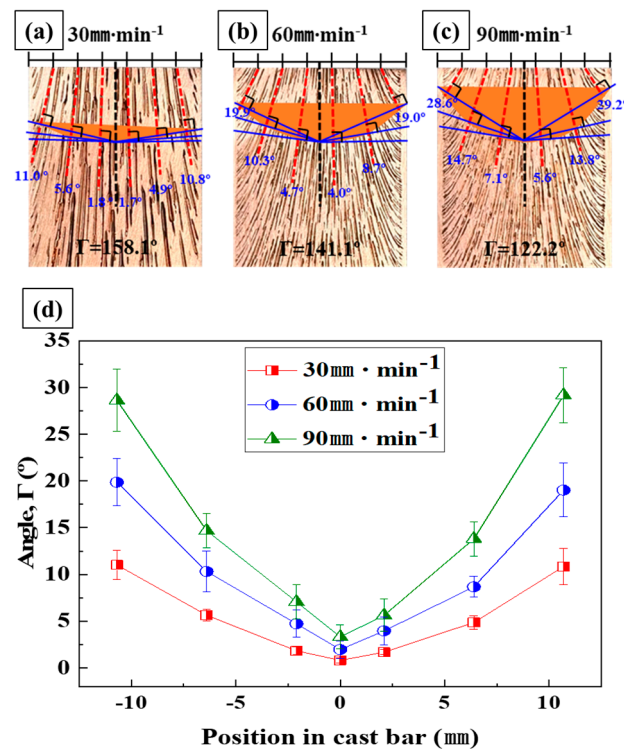 (a) 30㎜·min⁻¹
(b) 60㎜·min⁻¹
(c) 90㎜·min⁻¹
11.0°
5.6°
1.8°
1.7°
4.9°
10.8°
Γ=158.1°
19.9°
10.3°
4.7°
4.0°
8.7°
19.0°
Γ=141.1°
28.6°
14.7°
7.1°
5.6°
13.8°
29.2°
Γ=122.2°
(d)
30㎜·min⁻¹
60㎜·min⁻¹
90㎜·min⁻¹
Angle, Γ (°)
35
30
25
20
15
10
5
0
-10
-5
0
5
10
Position in cast bar (㎜)